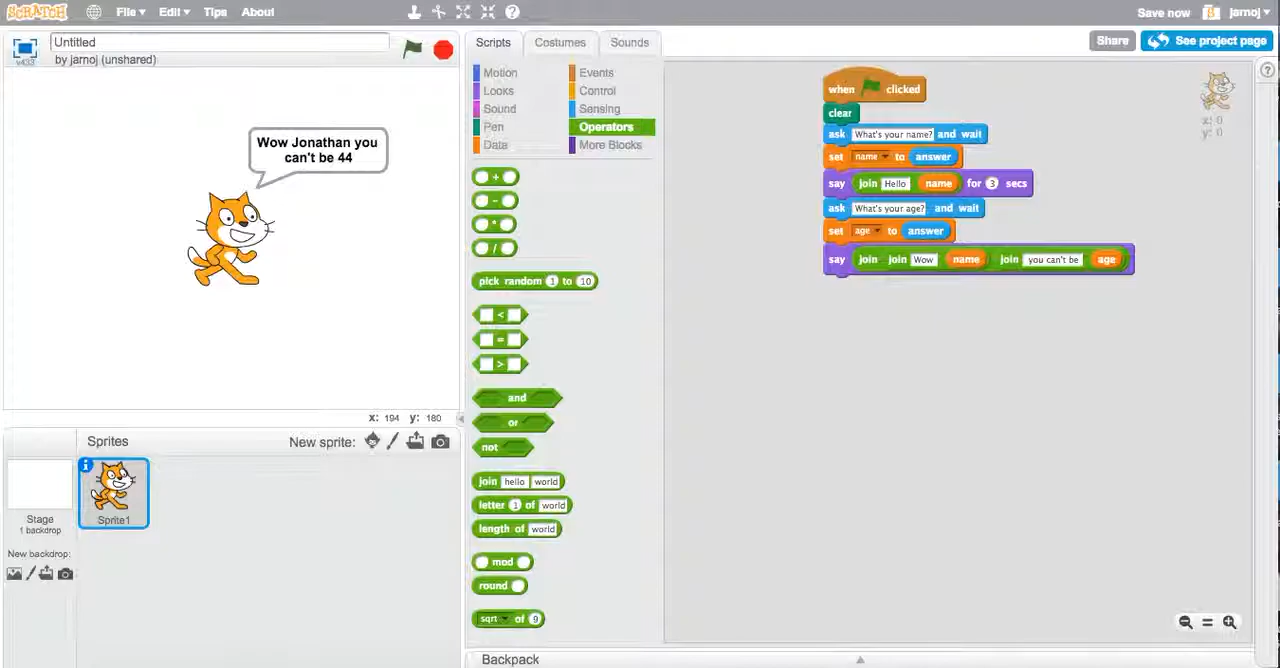 SCRATCH File Edit Tips About Save now jarnoj
v433 Untitled
by jarnoj (unshared)
Scripts Costumes Sounds
Share See project page
Wow Jonathan you
can't be 44
x: 194 y: 180
Sprites New sprite:
Sprite1
Stage
1 backdrop
New backdrop:
Motion Events
Looks Control
Sound Sensing
Pen Operators
Data More Blocks
+
-
*
/
pick random 1 to 10
<
=
>
and
or
not
join hello world
letter 1 of world
length of world
mod
round
sqrt of 9
when clicked
clear
ask What's your name? and wait
set name to answer
say join Hello name for 3 secs
ask What's your age? and wait
set age to answer
say join join Wow name join you can't be age
x: 0
y: 0
Backpack